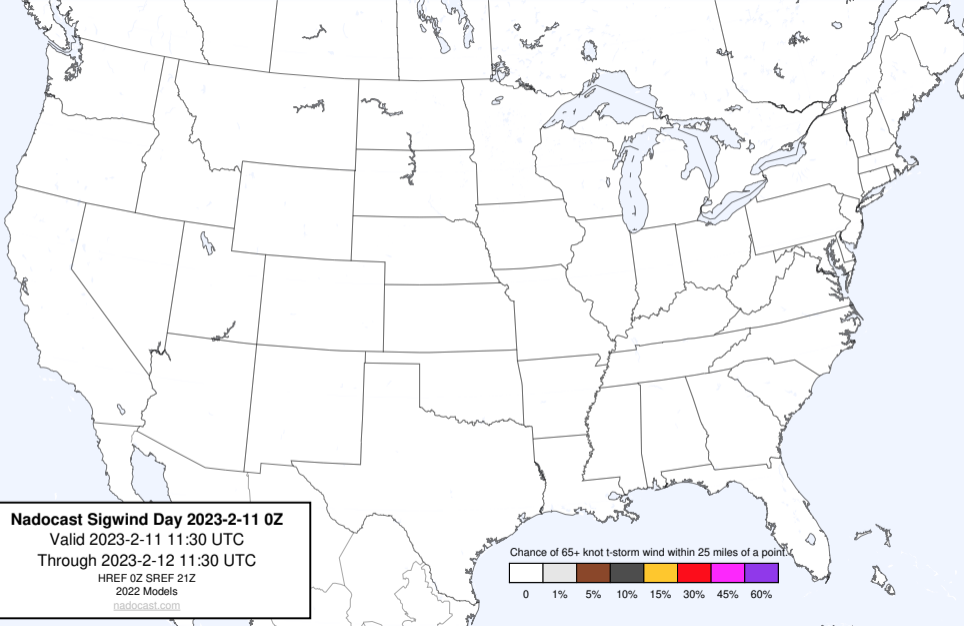 Nadocast Sigwind Day 2023-2-11 0Z
Valid 2023-2-11 11:30 UTC
Through 2023-2-12 11:30 UTC
HREF 0Z SREF 21Z
2022 Models
nadocast.com
Chance of 65+ knot t-storm wind within 25 miles of a point.
0 1% 5% 10% 15% 30% 45% 60%